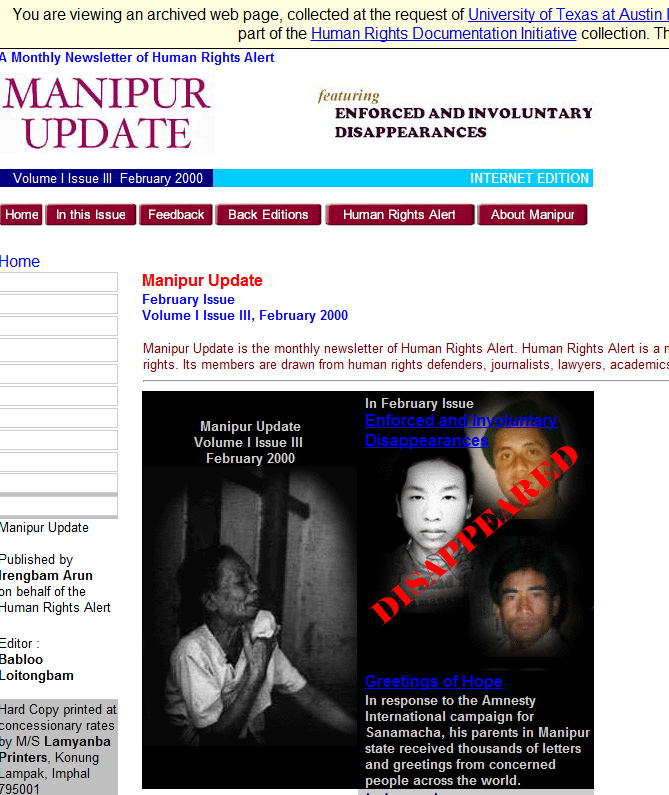 You are viewing an archived web page, collected at the request of University of Texas at Austin
part of the Human Rights Documentation Initiative collection.
A Monthly Newsletter of Human Rights Alert
MANIPUR
UPDATE
featuring
ENFORCED AND INVOLUNTARY
DISAPPEARANCES
Volume I Issue III February 2000
INTERNET EDITION
Home
In this Issue
Feedback
Back Editions
Human Rights Alert
About Manipur
Home
Manipur Update
February Issue
Volume I Issue III, February 2000
Manipur Update is the monthly newsletter of Human Rights Alert. Human Rights Alert is a
rights. Its members are drawn from human rights defenders, journalists, lawyers, academics
Manipur Update
Volume I Issue III
February 2000
In February Issue
Enforced and Involuntary
Disappearances
DISAPPEARED
Greetings of Hope
In response to the Amnesty
International campaign for
Sanamacha, his parents in Manipur
state received thousands of letters
and greetings from concerned
people across the world.
Manipur Update
Published by
Irengbam Arun
on behalf of the
Human Rights Alert
Editor :
Babloo
Loitongbam
Hard Copy printed at
concessionary rates
by M/S Lamyanba
Printers, Konung
Lampak, Imphal
795001